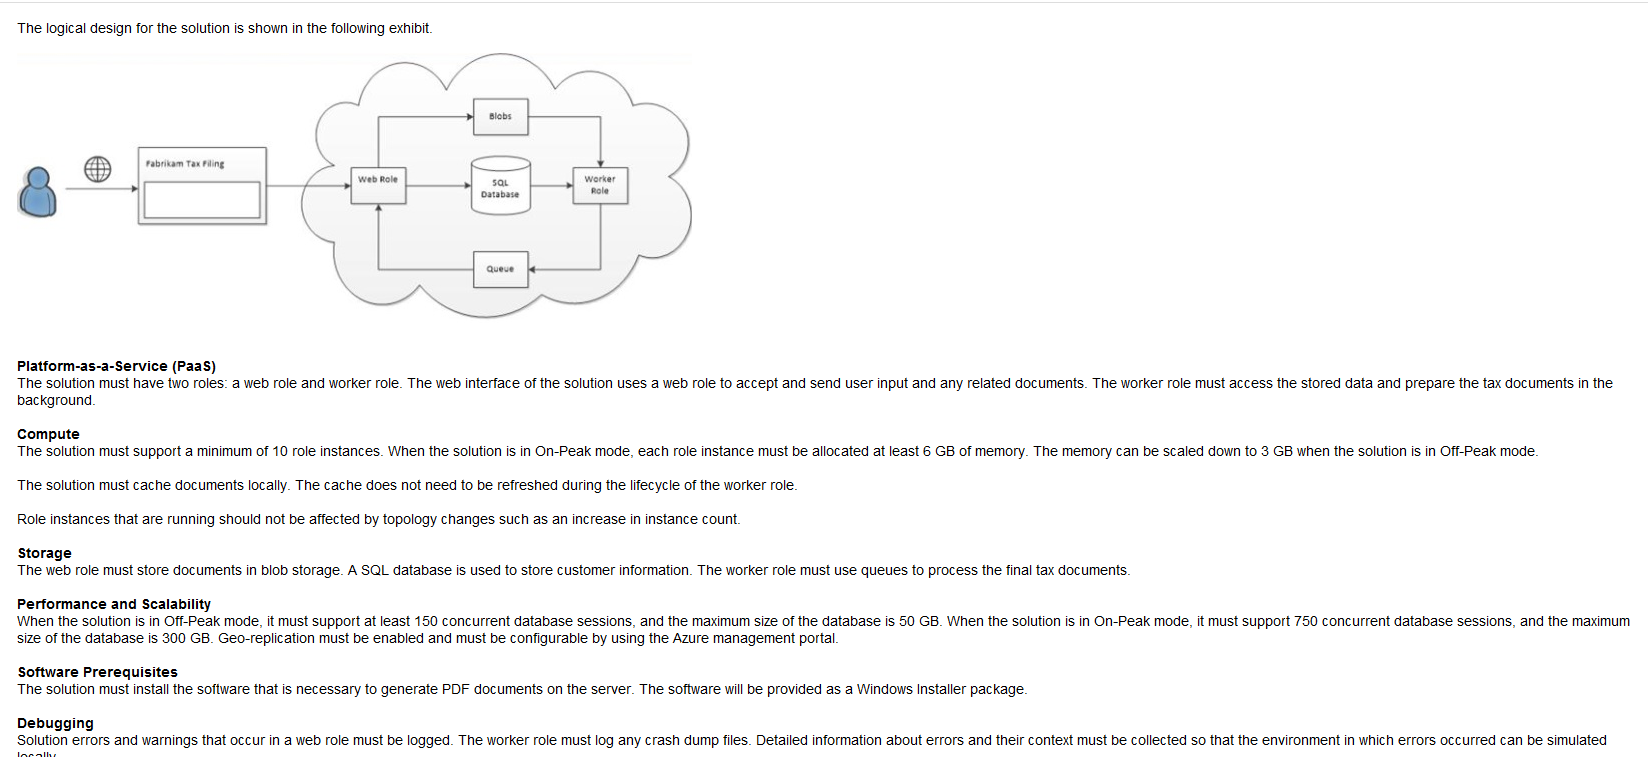 The logical design for the solution is shown in the following exhibit.
Blobs
Fabrikam Tax Filing
Web Role
SQL
Database
Worker
Role
Queue
Platform-as-a-Service (PaaS)
The solution must have two roles: a web role and worker role. The web interface of the solution uses a web role to accept and send user input and any related documents. The worker role must access the stored data and prepare the tax documents in the
background.
Compute
The solution must support a minimum of 10 role instances. When the solution is in On-Peak mode, each role instance must be allocated at least 6 GB of memory. The memory can be scaled down to 3 GB when the solution is in Off-Peak mode.
The solution must cache documents locally. The cache does not need to be refreshed during the lifecycle of the worker role.
Role instances that are running should not be affected by topology changes such as an increase in instance count.
Storage
The web role must store documents in blob storage. A SQL database is used to store customer information. The worker role must use queues to process the final tax documents.
Performance and Scalability
When the solution is in Off-Peak mode, it must support at least 150 concurrent database sessions, and the maximum size of the database is 50 GB. When the solution is in On-Peak mode, it must support 750 concurrent database sessions, and the maximum
size of the database is 300 GB. Geo-replication must be enabled and must be configurable by using the Azure management portal.
Software Prerequisites
The solution must install the software that is necessary to generate PDF documents on the server. The software will be provided as a Windows Installer package.
Debugging
Solution errors and warnings that occur in a web role must be logged. The worker role must log any crash dump files. Detailed information about errors and their context must be collected so that the environment in which errors occurred can be simulated
locally